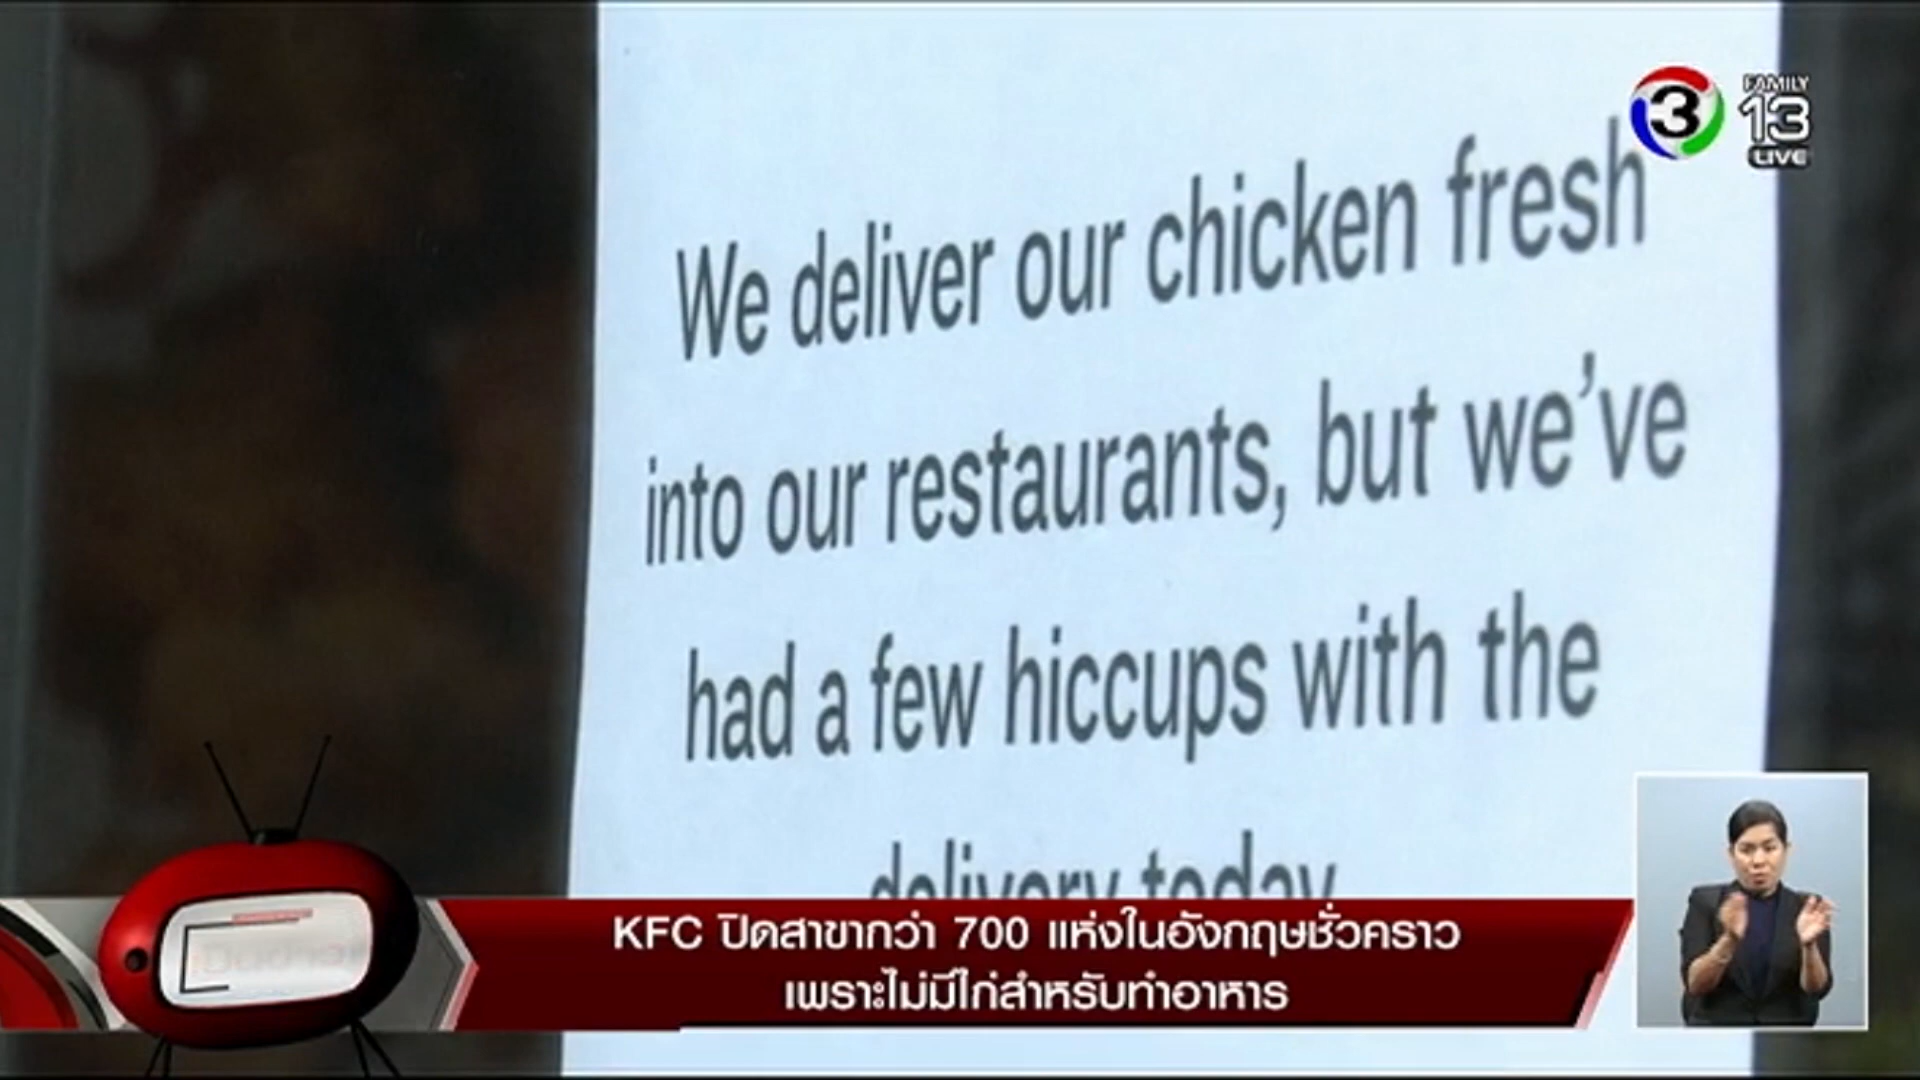 3
FAMILY
13
LIVE
We deliver our chicken fresh
into our restaurants, but we've
had a few hiccups with the
delivery today
KFC ปิดสาขากว่า 700 แห่งในอังกฤษชั่วคราว
เพราะไม่มีไก่สำหรับทำอาหาร